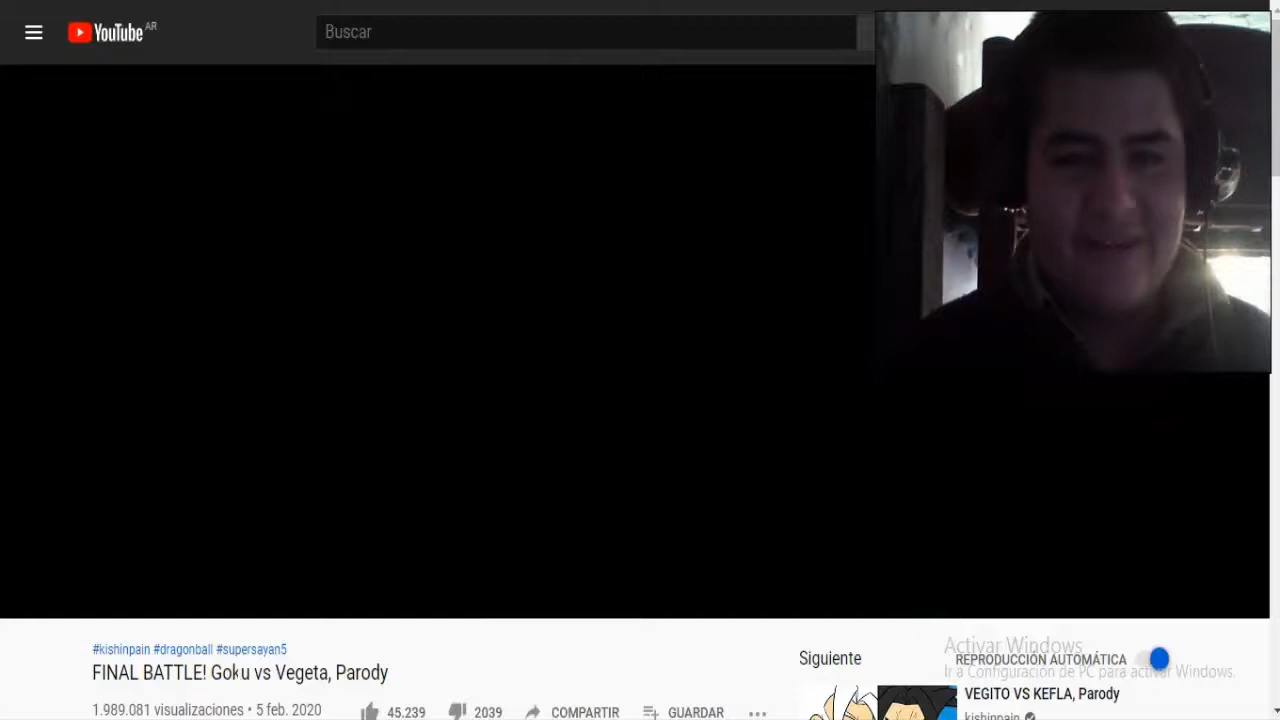 YouTube AR
Buscar
#kishinpain #dragonball #supersayan5
FINAL BATTLE! Goku vs Vegeta, Parody
1.989.081 visualizaciones • 5 feb. 2020
45.239
2039
COMPARTIR
GUARDAR
Siguiente
Activar Windows
REPRODUCCIÓN AUTOMÁTICA
Ir a Configuración de PC para activar Windows.
VEGITO VS KEFLA, Parody
kishinpain